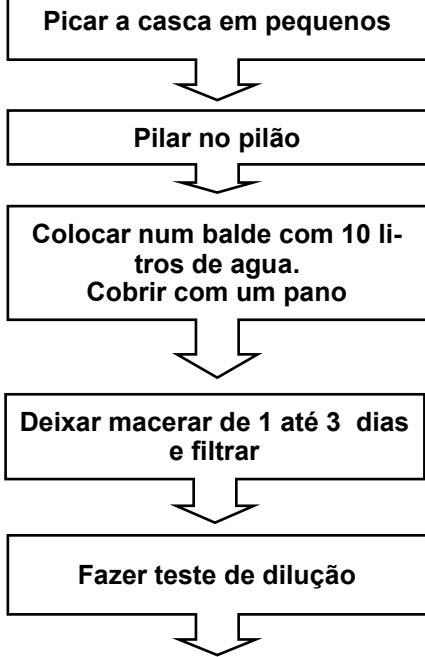 Picar a casca em pequenos
Pilar no pilão
Colocar num balde com 10 li-
tros de agua.
Cobrir com um pano
Deixar macerar de 1 até 3 dias
e filtrar
Fazer teste de dilução